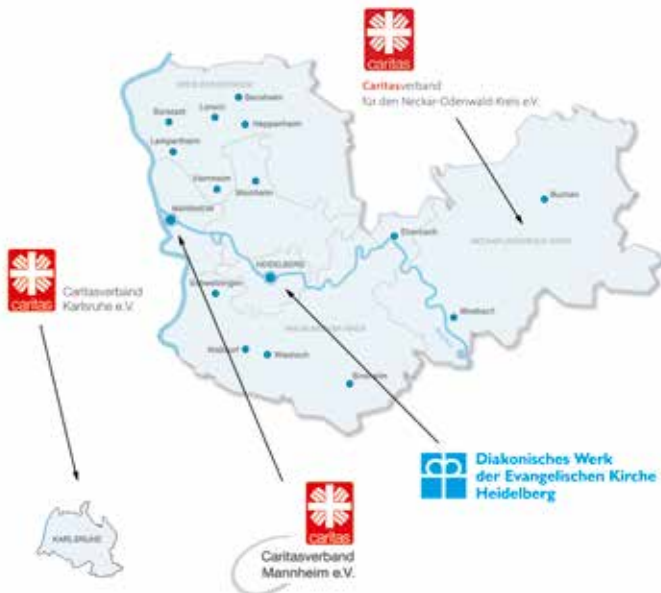 caritas
Caritasverband
für den Neckar-Odenwald-Kreis e.V.
Bensheim
Lorsch
Bürstadt
Heppenheim
Lampertheim
Viernheim
Weinheim
MANNHEIM
Buchen
Eberbach
NECKAR-ODENWALD-KREIS
HEIDELBERG
Schwetzingen
caritas
Caritasverband
Karlsruhe e.V.
Mosbach
RHEIN-NECKAR-KREIS
Walldorf
Wiesloch
Sinsheim
Diakonisches Werk
der Evangelischen Kirche
Heidelberg
KARLSRUHE
caritas
Caritasverband
Mannheim e.V.